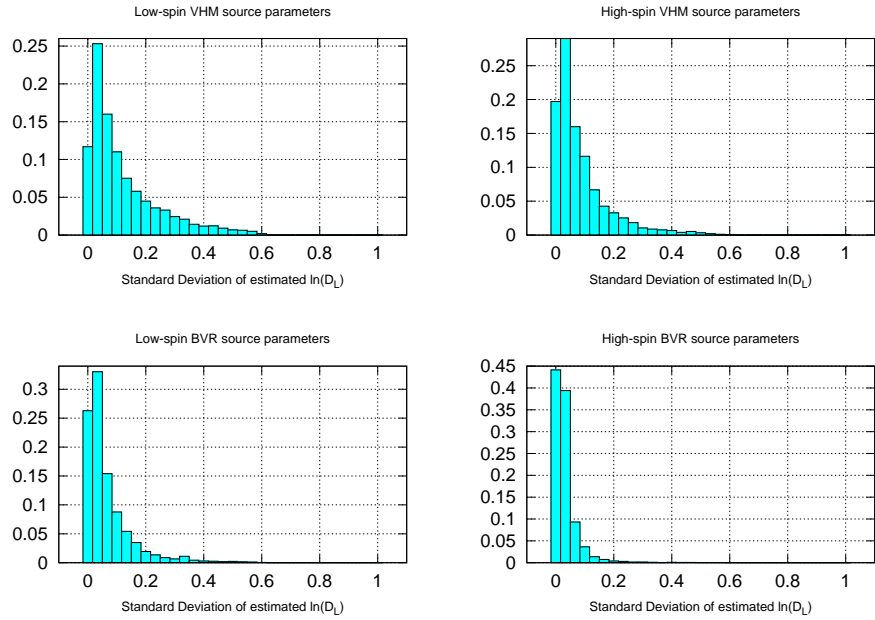 Low-spin VHM source parameters
0.25
0.2
0.15
0.1
0.05
0
0 0.2 0.4 0.6 0.8 1
Standard Deviation of estimated ln(D_L)
High-spin VHM source parameters
0.25
0.2
0.15
0.1
0.05
0
0 0.2 0.4 0.6 0.8 1
Standard Deviation of estimated ln(D_L)
Low-spin BVR source parameters
0.3
0.25
0.2
0.15
0.1
0.05
0
0 0.2 0.4 0.6 0.8 1
Standard Deviation of estimated ln(D_L)
High-spin BVR source parameters
0.45
0.4
0.35
0.3
0.25
0.2
0.15
0.1
0.05
0
0 0.2 0.4 0.6 0.8 1
Standard Deviation of estimated ln(D_L)